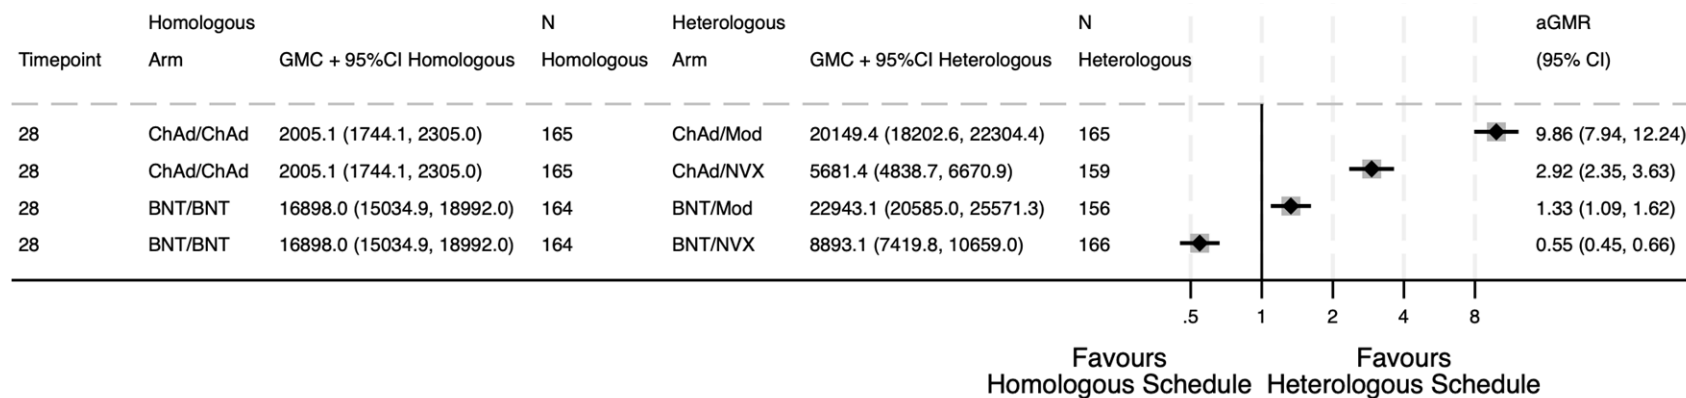 Homologous N Heterologous N aGMR
Timepoint Arm GMC + 95%CI Homologous Homologous Arm GMC + 95%CI Heterologous Heterologous (95% CI)
28 ChAd/ChAd 2005.1 (1744.1, 2305.0) 165 ChAd/Mod 20149.4 (18202.6, 22304.4) 165 9.86 (7.94, 12.24)
28 ChAd/ChAd 2005.1 (1744.1, 2305.0) 165 ChAd/NVX 5681.4 (4838.7, 6670.9) 159 2.92 (2.35, 3.63)
28 BNT/BNT 16898.0 (15034.9, 18992.0) 164 BNT/Mod 22943.1 (20585.0, 25571.3) 156 1.33 (1.09, 1.62)
28 BNT/BNT 16898.0 (15034.9, 18992.0) 164 BNT/NVX 8893.1 (7419.8, 10659.0) 166 0.55 (0.45, 0.66)
.5 1 2 4 8
Favours Favours
Homologous Schedule Heterologous Schedule